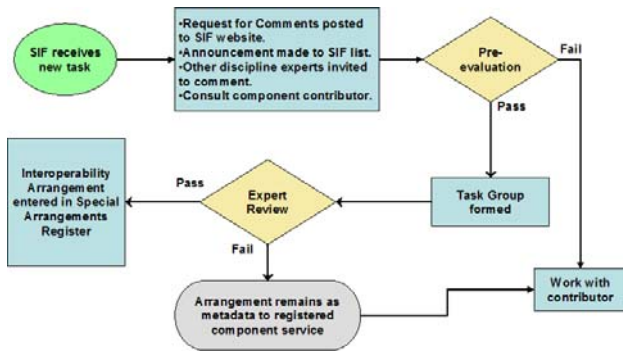 SIF receives
new task
•Request for Comments posted
to SIF website.
•Announcement made to SIF list.
•Other discipline experts invited
to comment.
•Consult component contributor.
Pre-
evaluation
Fail
Pass
Task Group
formed
Expert
Review
Pass
Interoperability
Arrangement
entered in Special
Arrangements
Register
Fail
Arrangement remains as
metadata to registered
component service
Work with
contributor